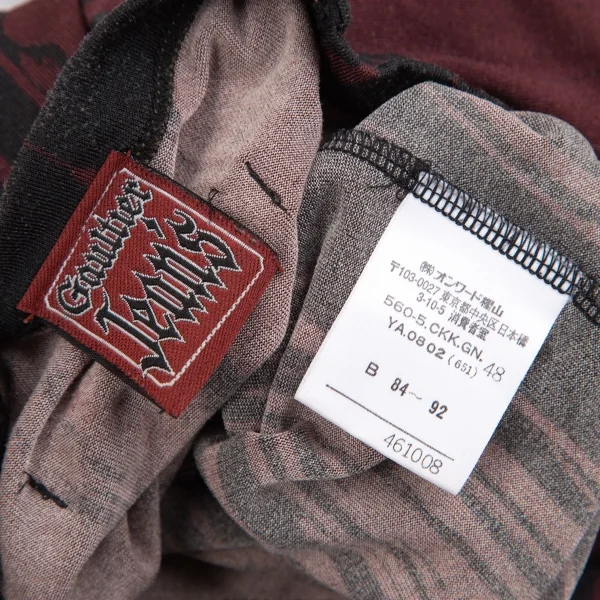 Gaultier
Jean's
㈱オンワード樫山
〒103-0027 東京都中央区日本橋
3-10-5 消費者室
560-5.CKK.GN. 48
YA.0802 (651)
B 84～92
461008